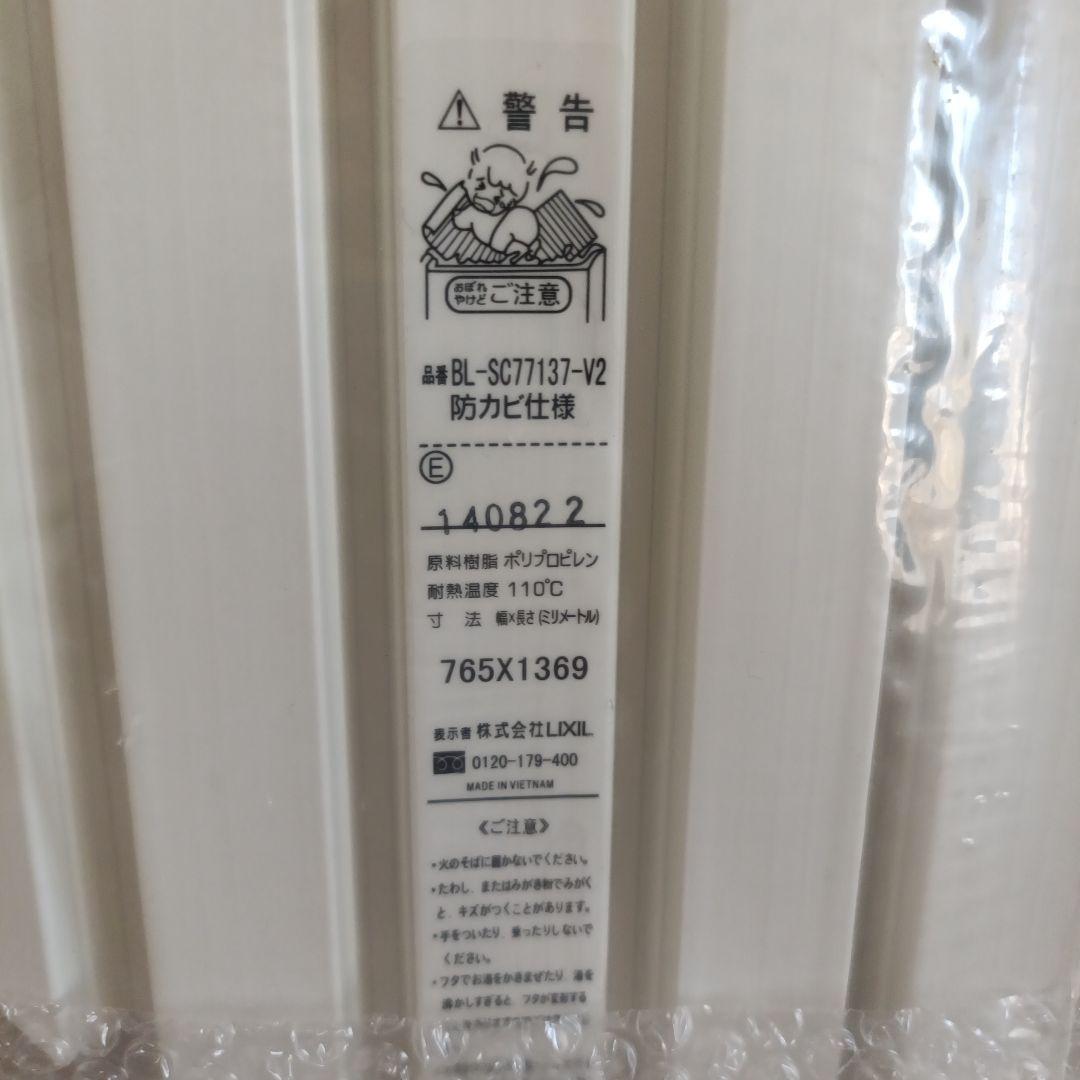 警告
おぼれ
やけど ご注意
品番 BL-SC77137-V2
防カビ仕様
Ⓔ
140822
原料樹脂 ポリプロピレン
耐熱温度 110℃
寸 法 幅×長さ(ミリメートル)
765X1369
表示者 株式会社LIXIL
0120-179-400
MADE IN VIETNAM
《ご注意》
・火のそばに置かないでください。
・たわし、またはみがき粉でみがく
と、キズがつくことがあります。
・手をついたり、乗ったりしないで
ください。
・フタでお湯をかきまぜたり、湯を
沸かしすぎると、フタが変形する